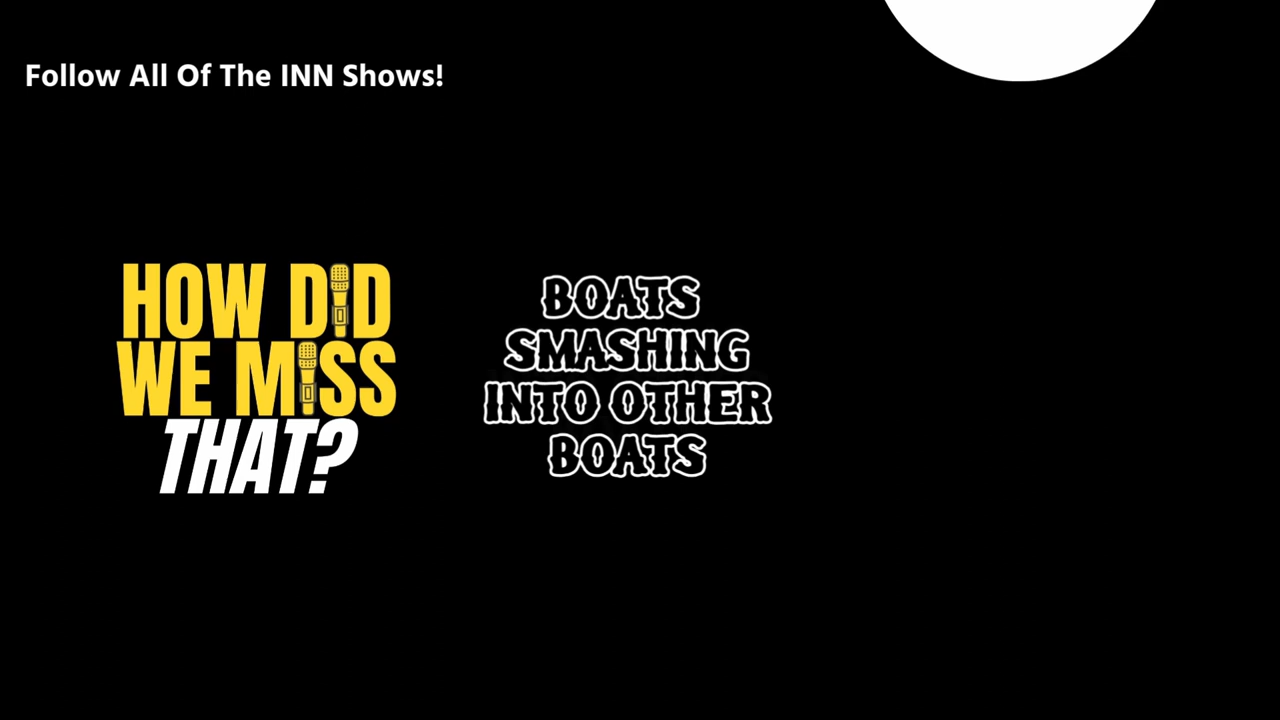 Follow All Of The INN Shows!
HOW DID
WE MISS
THAT?
BOATS
SMASHING
INTO OTHER
BOATS